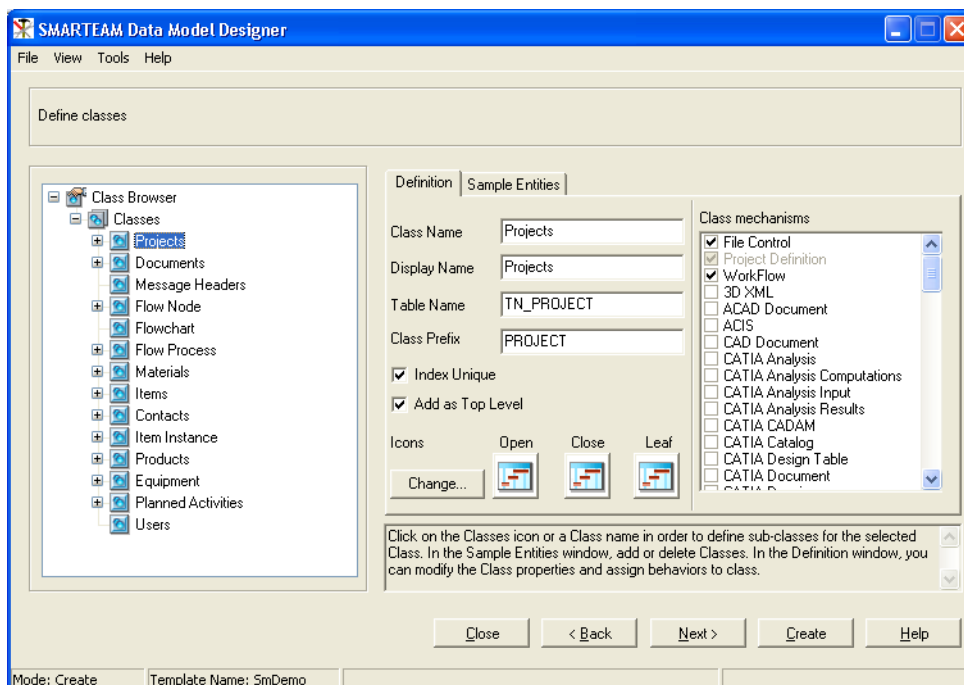 SMARTEAM Data Model Designer
File View Tools Help
Define classes
Class Browser
Classes
Projects
Documents
Message Headers
Flow Node
Flowchart
Flow Process
Materials
Items
Contacts
Item Instance
Products
Equipment
Planned Activities
Users
Definition Sample Entities
Class Name Projects
Display Name Projects
Table Name TN_PROJECT
Class Prefix PROJECT
Index Unique
Add as Top Level
Icons Open Close Leaf
Change...
Class mechanisms
File Control
Project Definition
WorkFlow
3D XML
ACAD Document
ACIS
CAD Document
CATIA Analysis
CATIA Analysis Computations
CATIA Analysis Input
CATIA Analysis Results
CATIA CADAM
CATIA Catalog
CATIA Design Table
CATIA Document
Click on the Classes icon or a Class name in order to define sub-classes for the selected
Class. In the Sample Entities window, add or delete Classes. In the Definition window, you
can modify the Class properties and assign behaviors to class.
Close < Back Next > Create Help
Mode: Create Template Name: SmDemo